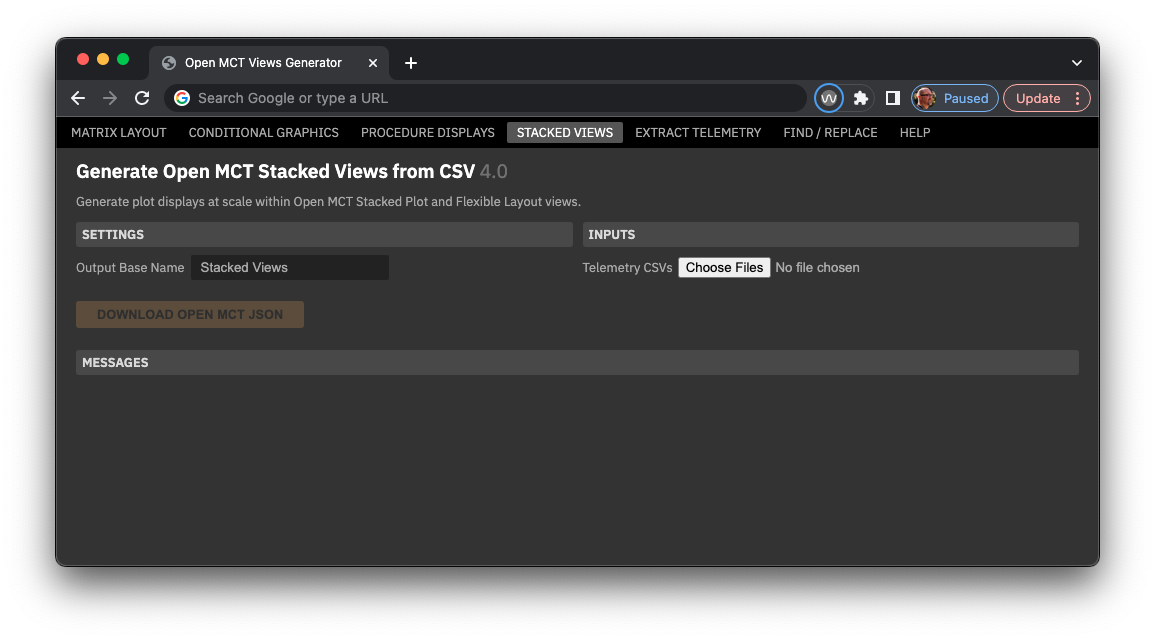 Open MCT Views Generator
Search Google or type a URL
Paused
Update
MATRIX LAYOUT CONDITIONAL GRAPHICS PROCEDURE DISPLAYS STACKED VIEWS EXTRACT TELEMETRY FIND / REPLACE HELP
Generate Open MCT Stacked Views from CSV 4.0
Generate plot displays at scale within Open MCT Stacked Plot and Flexible Layout views.
SETTINGS
Output Base Name Stacked Views
DOWNLOAD OPEN MCT JSON
INPUTS
Telemetry CSVs Choose Files No file chosen
MESSAGES